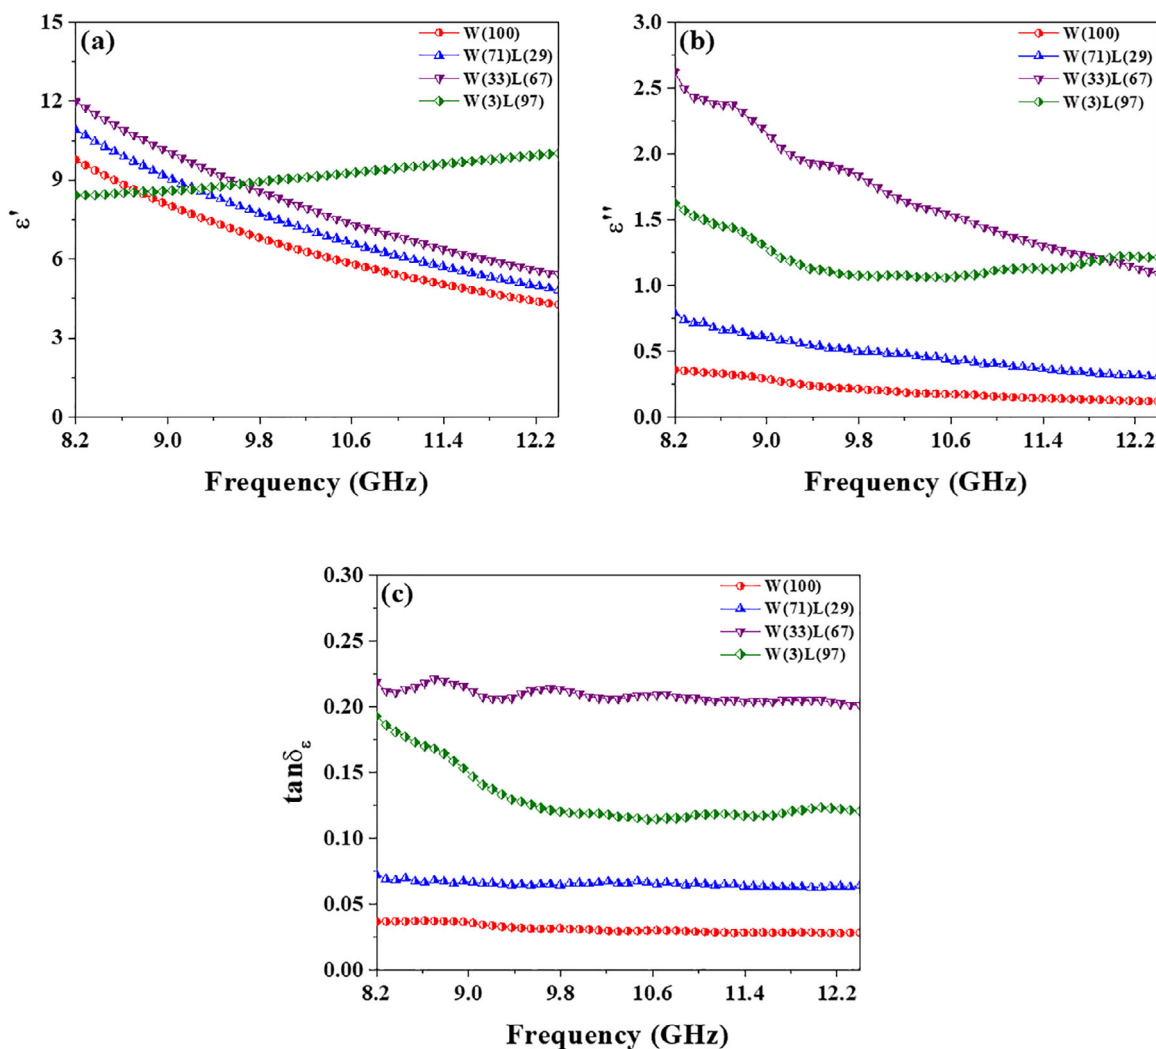 (a)
W(100)
W(71)L(29)
W(33)L(67)
W(3)L(97)
15
12
9
6
3
0
ε'
8.2 9.0 9.8 10.6 11.4 12.2
Frequency (GHz)
(b)
W(100)
W(71)L(29)
W(33)L(67)
W(3)L(97)
3.0
2.5
2.0
1.5
1.0
0.5
0.0
ε''
8.2 9.0 9.8 10.6 11.4 12.2
Frequency (GHz)
(c)
W(100)
W(71)L(29)
W(33)L(67)
W(3)L(97)
0.30
0.25
0.20
0.15
0.10
0.05
0.00
tanδε
8.2 9.0 9.8 10.6 11.4 12.2
Frequency (GHz)